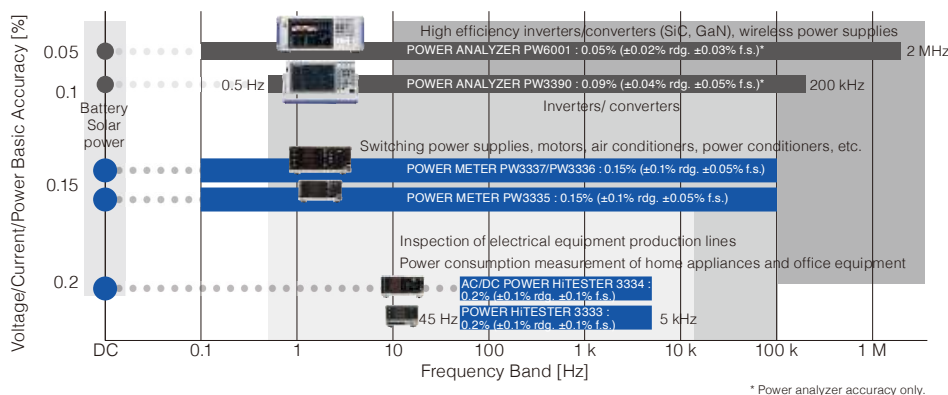 Voltage/Current/Power Basic Accuracy [%]
High efficiency inverters/converters (SiC, GaN), wireless power supplies
0.05
POWER ANALYZER PW6001 : 0.05% (±0.02% rdg. ±0.03% f.s.)*
2 MHz
0.1
0.5 Hz
POWER ANALYZER PW3390 : 0.09% (±0.04% rdg. ±0.05% f.s.)*
200 kHz
Battery
Solar
power
Inverters/ converters
Switching power supplies, motors, air conditioners, power conditioners, etc.
POWER METER PW3337/PW3336 : 0.15% (±0.1% rdg. ±0.05% f.s.)
0.15
POWER METER PW3335 : 0.15% (±0.1% rdg. ±0.05% f.s.)
Inspection of electrical equipment production lines
Power consumption measurement of home appliances and office equipment
0.2
AC/DC POWER HiTESTER 3334 :
0.2% (±0.1% rdg. ±0.1% f.s.)
45 Hz
POWER HiTESTER 3333 :
0.2% (±0.1% rdg. ±0.1% f.s.)
5 kHz
DC 0.1 1 10 100 1 k 10 k 100 k 1 M
Frequency Band [Hz]
* Power analyzer accuracy only.